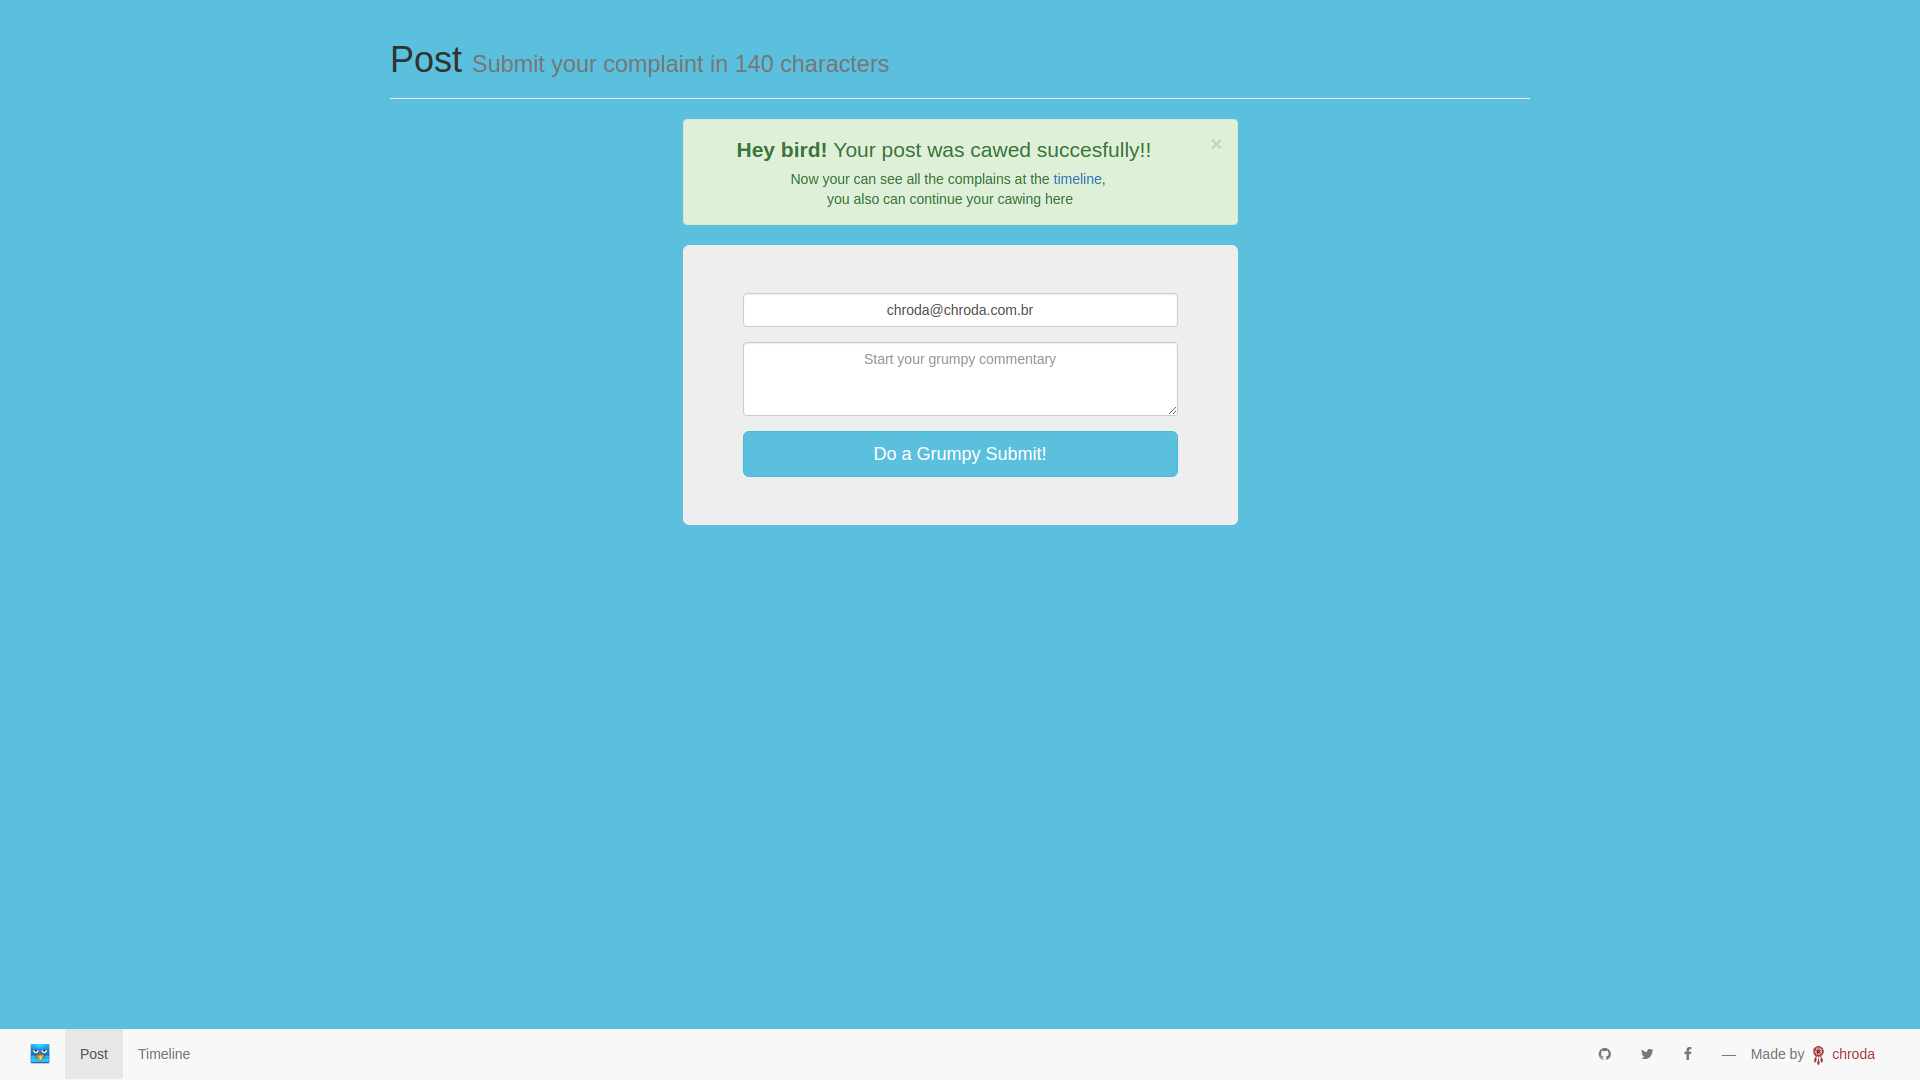 Post Submit your complaint in 140 characters
Hey bird! Your post was cawed succesfully!!
×
Now your can see all the complains at the timeline,
you also can continue your cawing here
chroda@chroda.com.br
Start your grumpy commentary
Do a Grumpy Submit!
Post Timeline — Made by chroda